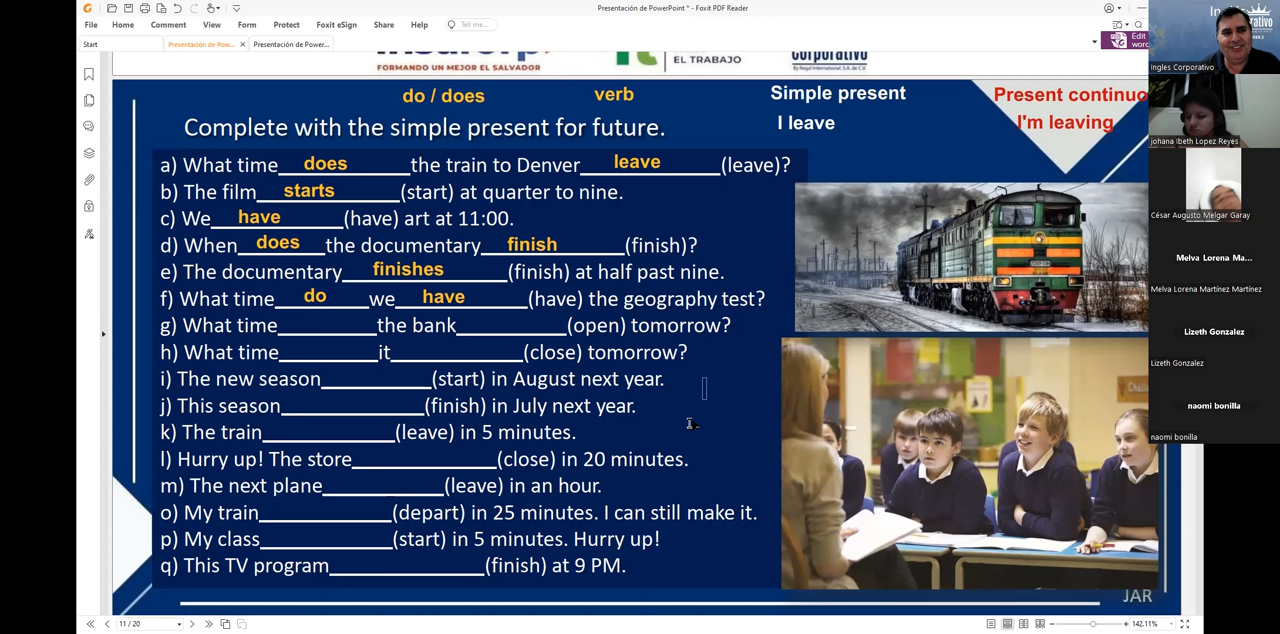 Presentación de PowerPoint * - Foxit PDF Reader
File Home Comment View Form Protect Foxit eSign Share Help Tell me...
Start Presentación de Pow... Presentación de Power...
Edit
FORMANDO UN MEJOR EL SALVADOR
EL TRABAJO
Corporativo
By Regal International, S.A. de C.V.
do / does verb Simple present Present continuo
I leave I'm leaving
Complete with the simple present for future.
a) What time does the train to Denver leave (leave)?
b) The film starts (start) at quarter to nine.
c) We have (have) art at 11:00.
d) When does the documentary finish (finish)?
e) The documentary finishes (finish) at half past nine.
f) What time do we have (have) the geography test?
g) What time the bank (open) tomorrow?
h) What time it (close) tomorrow?
i) The new season (start) in August next year.
j) This season (finish) in July next year.
k) The train (leave) in 5 minutes.
l) Hurry up! The store (close) in 20 minutes.
m) The next plane (leave) in an hour.
o) My train (depart) in 25 minutes. I can still make it.
p) My class (start) in 5 minutes. Hurry up!
q) This TV program (finish) at 9 PM.
JAR
11 / 20
142.11%
Ingles Corporativo
johana Ibeth Lopez Reyes
César Augusto Melgar Garay
Melva Lorena Ma...
Melva Lorena Martínez Martínez
Lizeth Gonzalez
Lizeth Gonzalez
naomi bonilla
naomi bonilla